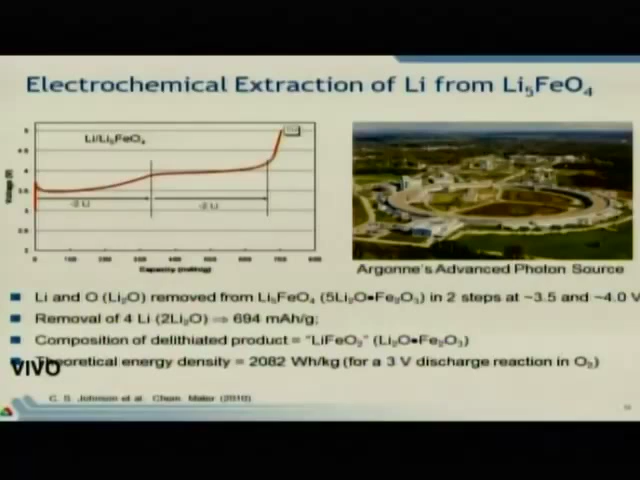 Electrochemical Extraction of Li from Li₅FeO₄
Li/Li₅FeO₄
-2 Li
-2 Li
Voltage (V)
Capacity (mAh/g)
Argonne's Advanced Photon Source
Li and O (Li₂O) removed from Li₅FeO₄ (5Li₂O•Fe₂O₃) in 2 steps at ~3.5 and ~4.0 V
Removal of 4 Li (2Li₂O) ⇒ 694 mAh/g;
Composition of delithiated product = "LiFeO₂" (Li₂O•Fe₂O₃)
Theoretical energy density = 2082 Wh/kg (for a 3 V discharge reaction in O₂)
VIVO
C. S. Johnson et al. Chem. Mater (2010)